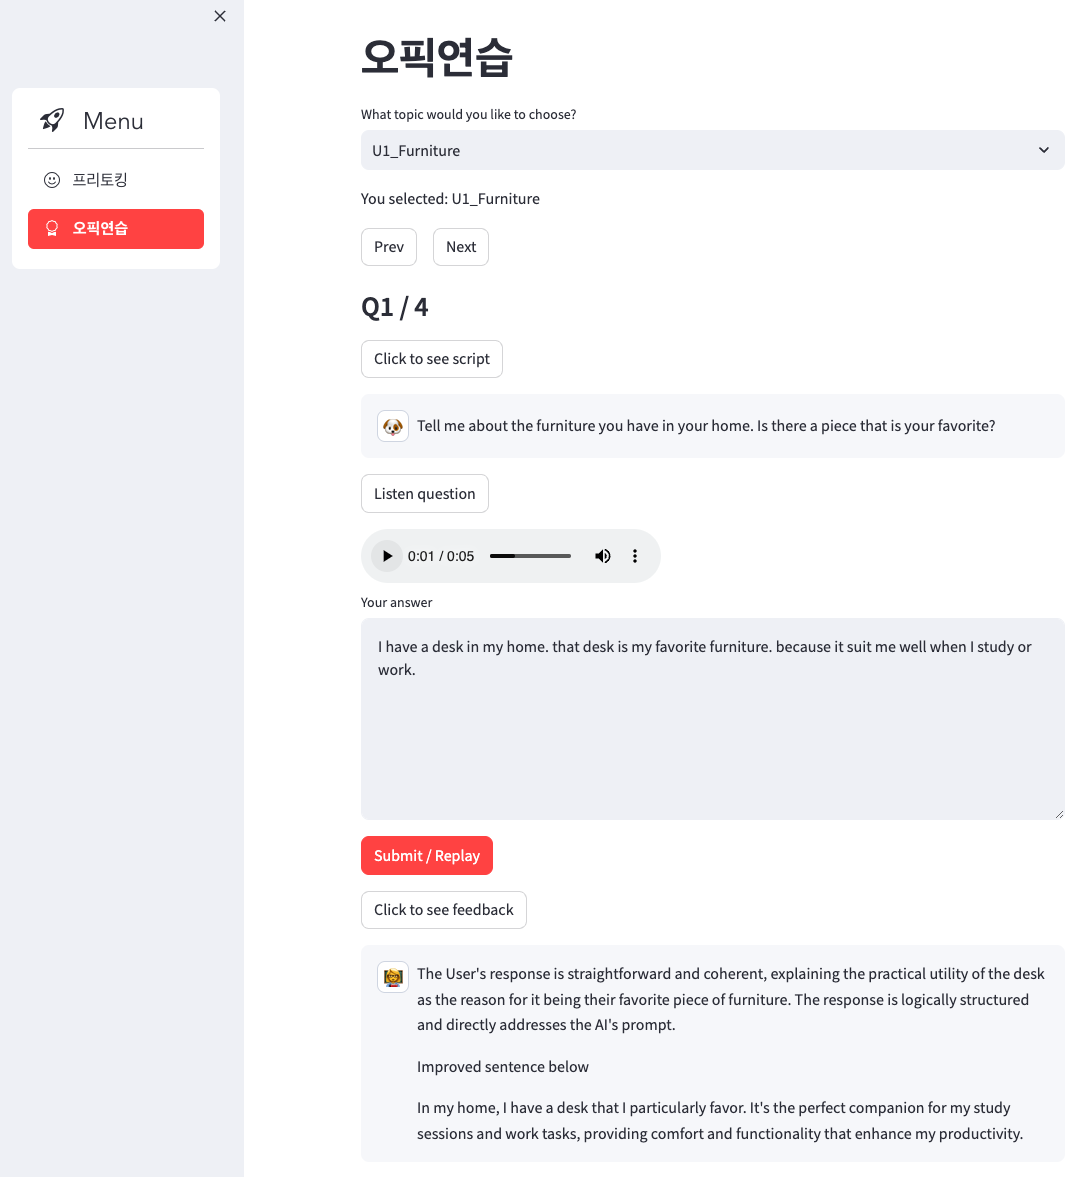 Menu
프리토킹
오픽연습
오픽연습
What topic would you like to choose?
U1_Furniture
You selected: U1_Furniture
Prev
Next
Q1 / 4
Click to see script
Tell me about the furniture you have in your home. Is there a piece that is your favorite?
Listen question
0:01 / 0:05
Your answer
I have a desk in my home. that desk is my favorite furniture. because it suit me well when I study or
work.
Submit / Replay
Click to see feedback
The User's response is straightforward and coherent, explaining the practical utility of the desk
as the reason for it being their favorite piece of furniture. The response is logically structured
and directly addresses the AI's prompt.
Improved sentence below
In my home, I have a desk that I particularly favor. It's the perfect companion for my study
sessions and work tasks, providing comfort and functionality that enhance my productivity.